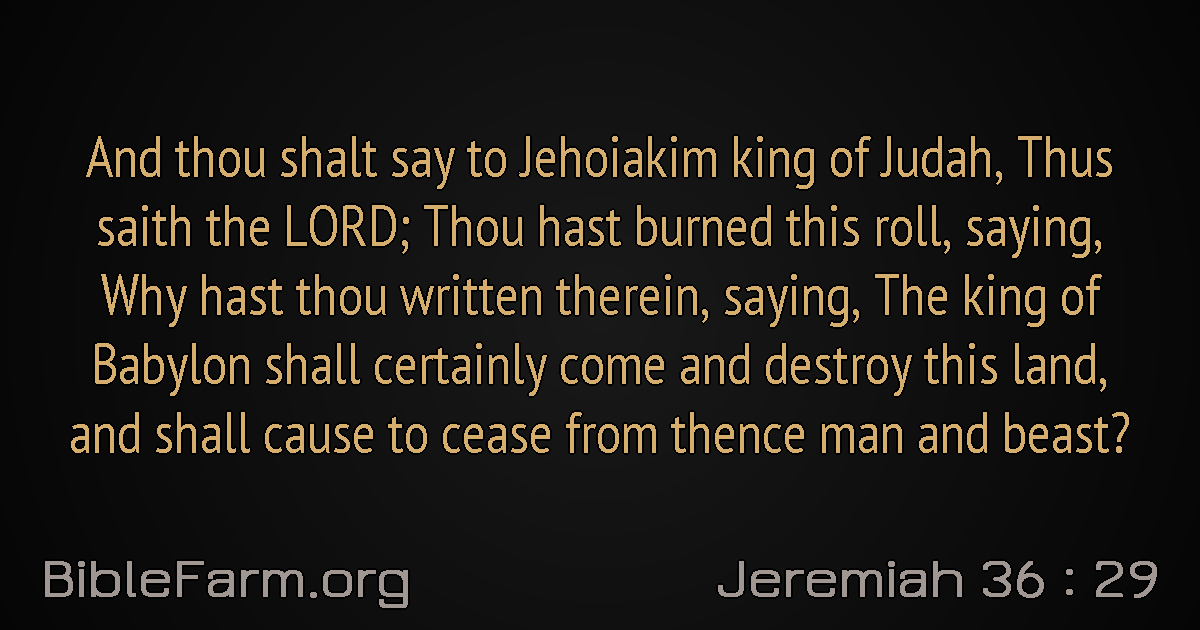 And thou shalt say to Jehoiakim king of Judah, Thus
saith the LORD; Thou hast burned this roll, saying,
Why hast thou written therein, saying, The king of
Babylon shall certainly come and destroy this land,
and shall cause to cease from thence man and beast?
BibleFarm.org
Jeremiah 36 : 29